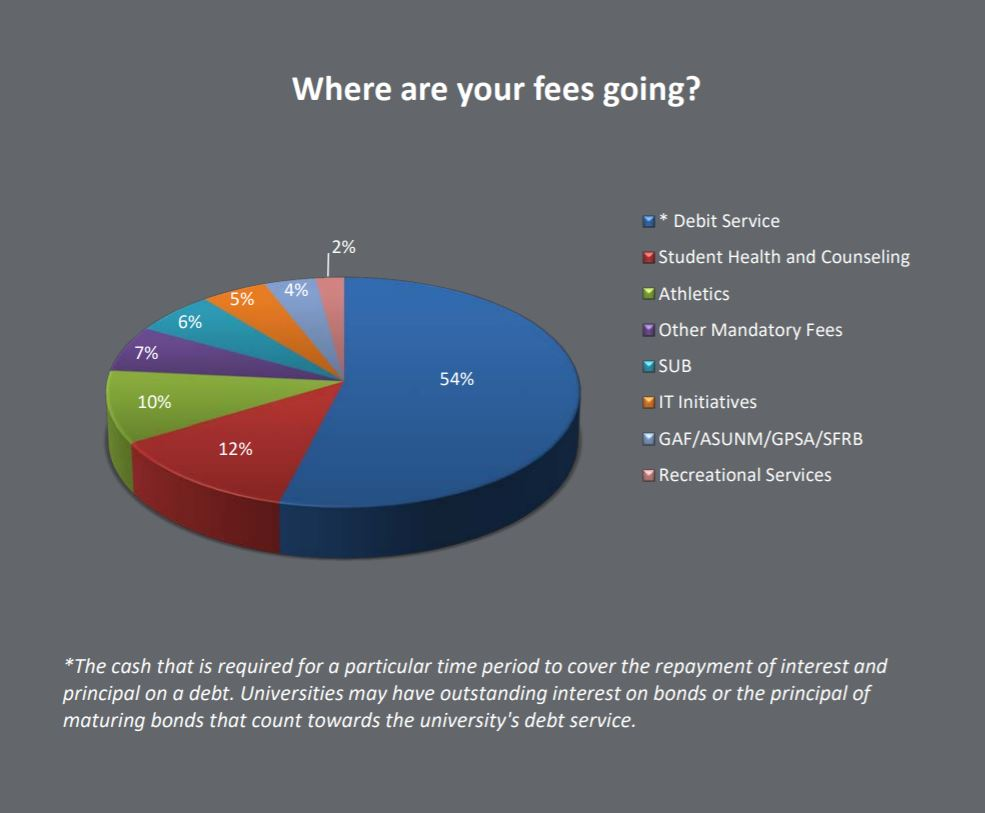 Where are your fees going?
2%
4%
5%
6%
7%
10%
12%
54%
* Debit Service
Student Health and Counseling
Athletics
Other Mandatory Fees
SUB
IT Initiatives
GAF/ASUNM/GPSA/SFRB
Recreational Services
*The cash that is required for a particular time period to cover the repayment of interest and
principal on a debt. Universities may have outstanding interest on bonds or the principal of
maturing bonds that count towards the university's debt service.